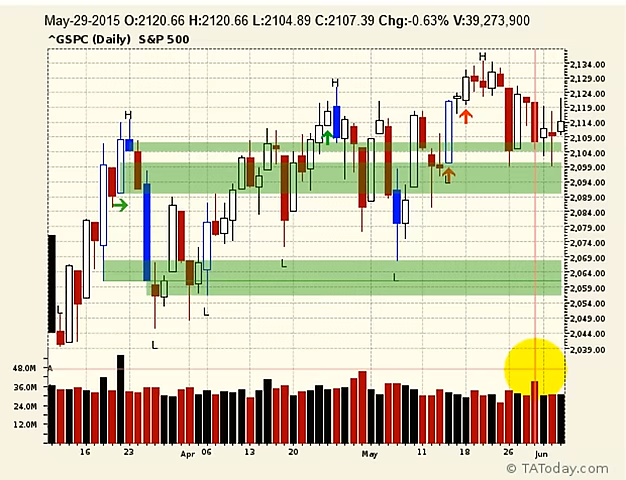 May-29-2015 O:2120.66 H:2120.66 L:2104.89 C:2107.39 Chg:-0.63% V:39,273,900
^GSPC (Daily) S&P 500
H
H
H
L
L
L
L
L
L
2,134.00
2,129.00
2,124.00
2,119.00
2,114.00
2,109.00
2,104.00
2,099.00
2,094.00
2,089.00
2,084.00
2,079.00
2,074.00
2,069.00
2,064.00
2,059.00
2,054.00
2,049.00
2,044.00
2,039.00
48.0M
36.0M
24.0M
12.0M
16 23 Apr 06 13 20 May 11 18 26 Jun
© TAToday.com